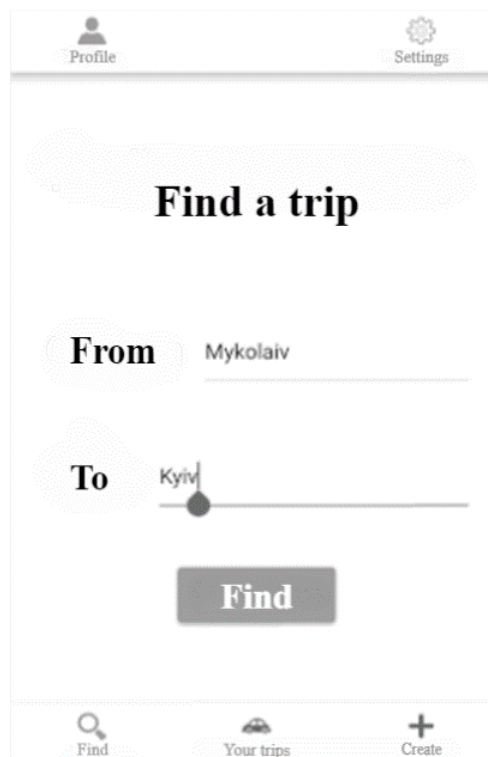 Profile Settings
Find a trip
From Mykolaiv
To Kyiv
Find
Find Your trips Create